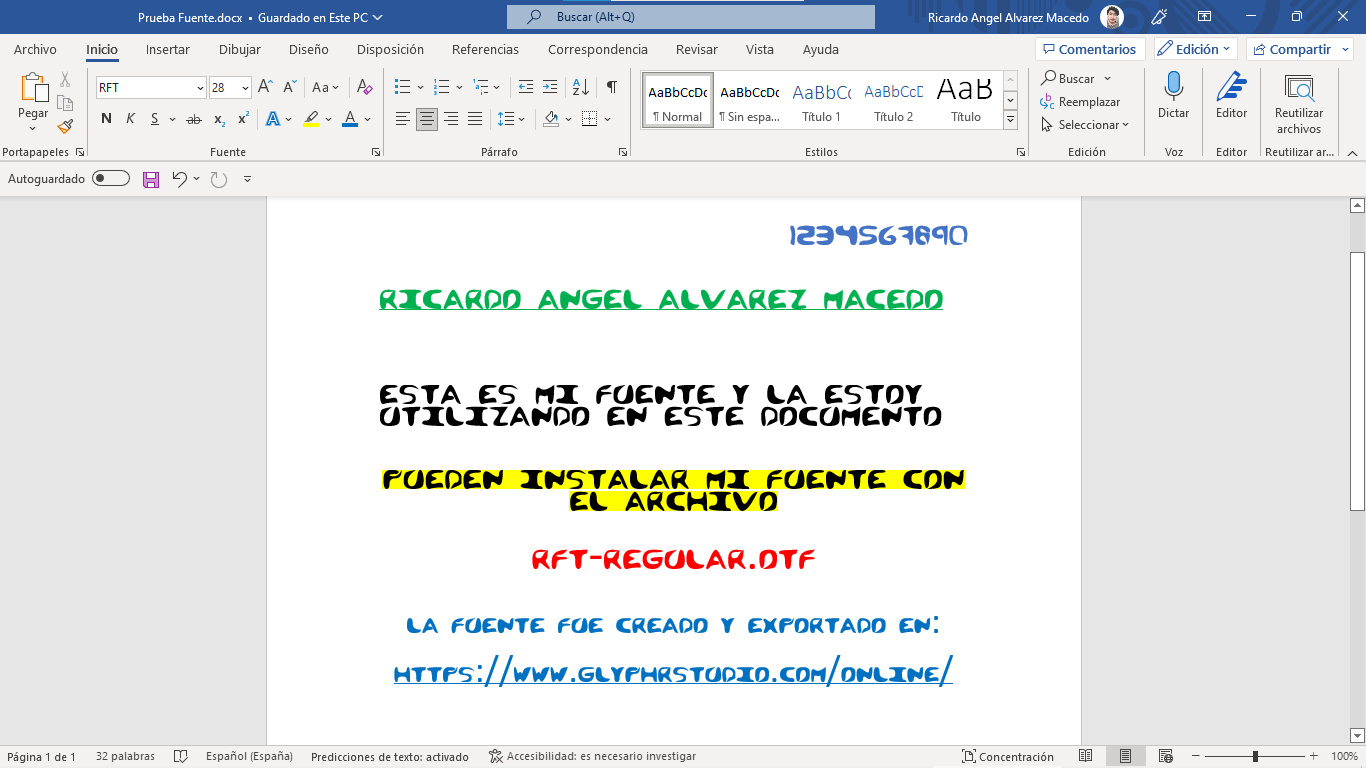 Prueba Fuente.docx • Guardado en Este PC
Buscar (Alt+Q)
Ricardo Angel Alvarez Macedo
Archivo Inicio Insertar Dibujar Diseño Disposición Referencias Correspondencia Revisar Vista Ayuda
Comentarios Edición Compartir
Pegar
Portapapeles
RFT 28 Aa
N K S ab x₂ x² A A
Fuente
Párrafo
AaBbCcDc AaBbCcDc AaBbCc AaBbCcD AaB
¶ Normal ¶ Sin espa... Título 1 Título 2 Título
Estilos
Buscar
Reemplazar
Seleccionar
Edición
Dictar
Voz
Editor
Editor
Reutilizar archivos
Reutilizar ar...
Autoguardado
1234567890
RICARDO ANGEL ALVAREZ MACEDO
ESTA ES MI FUENTE Y LA ESTOY
UTILIZANDO EN ESTE DOCUMENTO
PUEDEN INSTALAR MI FUENTE CON
EL ARCHIVO
RFT-REGULAR.OTF
LA FUENTE FUE CREADO Y EXPORTADO EN:
HTTPS://WWW.GLYPHRSTUDIO.COM/ONLINE/
Página 1 de 1 32 palabras Español (España) Predicciones de texto: activado Accesibilidad: es necesario investigar Concentración 100%